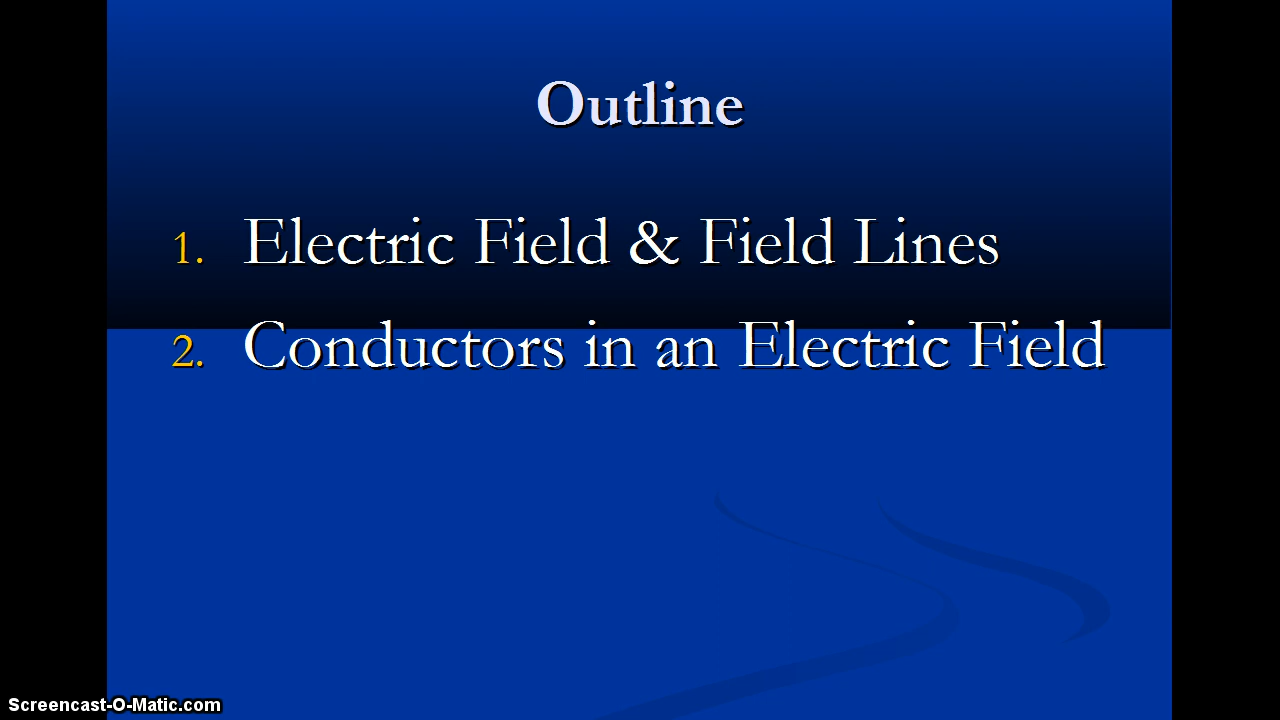 Outline
1. Electric Field & Field Lines
2. Conductors in an Electric Field
Screencast-O-Matic.com